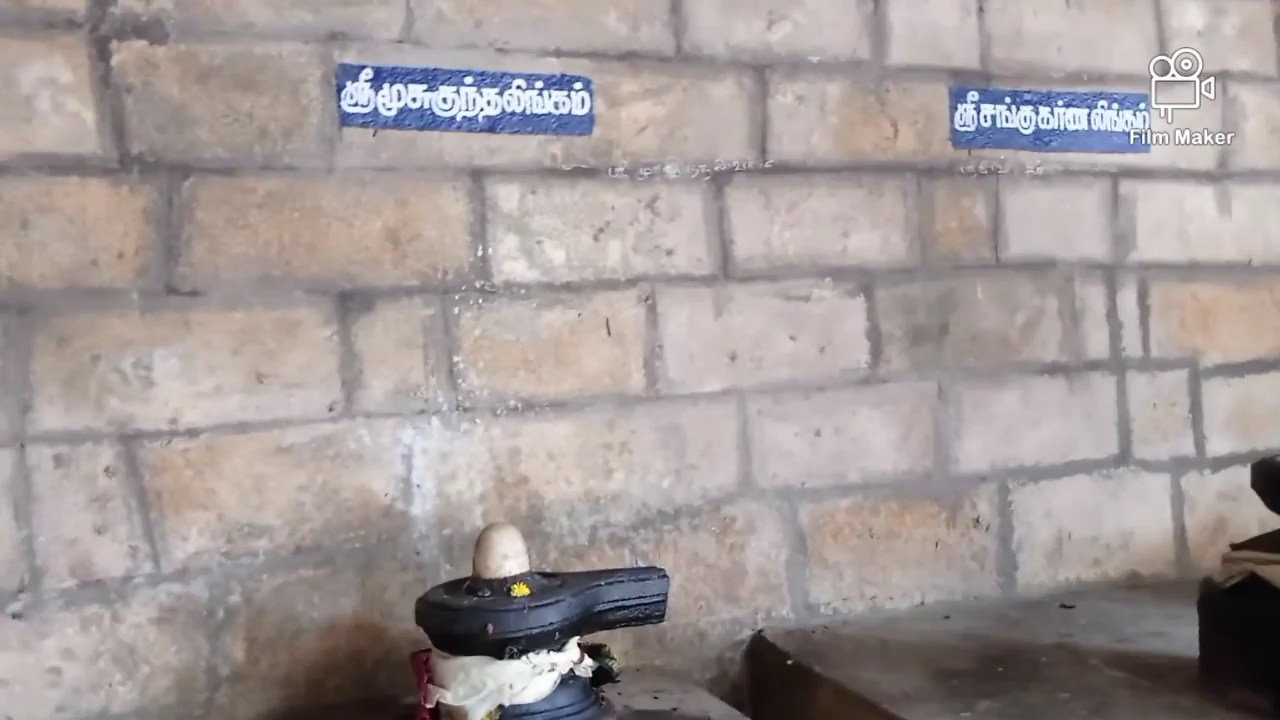 ஸ்ரீமுசுகுந்தலிங்கம்
ஸ்ரீசங்குகர்ணலிங்கம்
Film Maker